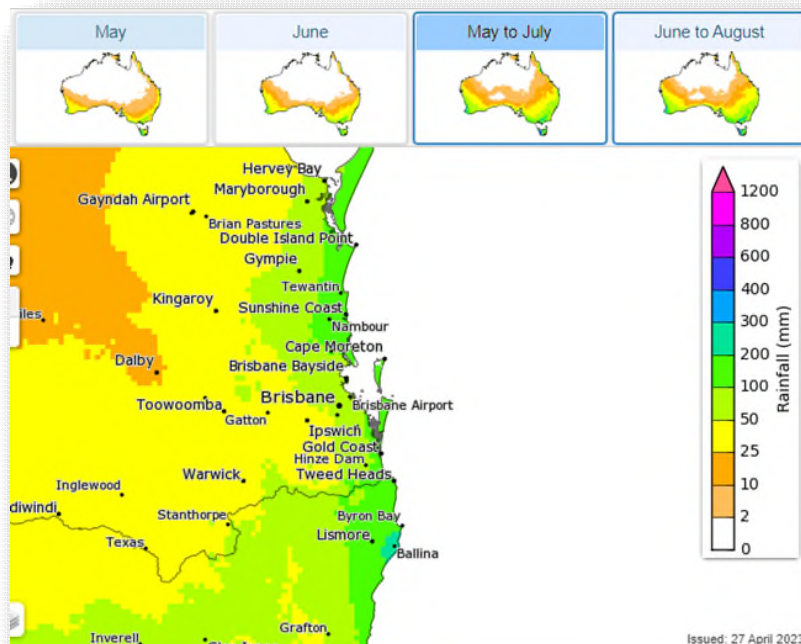 May
June
May to July
June to August
Hervey Bay
Maryborough
Gayndah Airport
Brian Pastures
Double Island Point
Gympie
Tewantin
Kingaroy
Sunshine Coast
iles
Nambour
Cape Moreton
Dalby
Brisbane Bayside
Brisbane
Toowoomba
Brisbane Airport
Gatton
Ipswich
Gold Coast
Hinze Dam
Warwick
Tweed Heads
Inglewood
diwindi
Stanthorpe
Byron Bay
Lismore
Texas
Ballina
Grafton
Inverell
1200
800
600
400
300
200
100
50
25
10
2
0
Rainfall (mm)
Issued: 27 April 2023